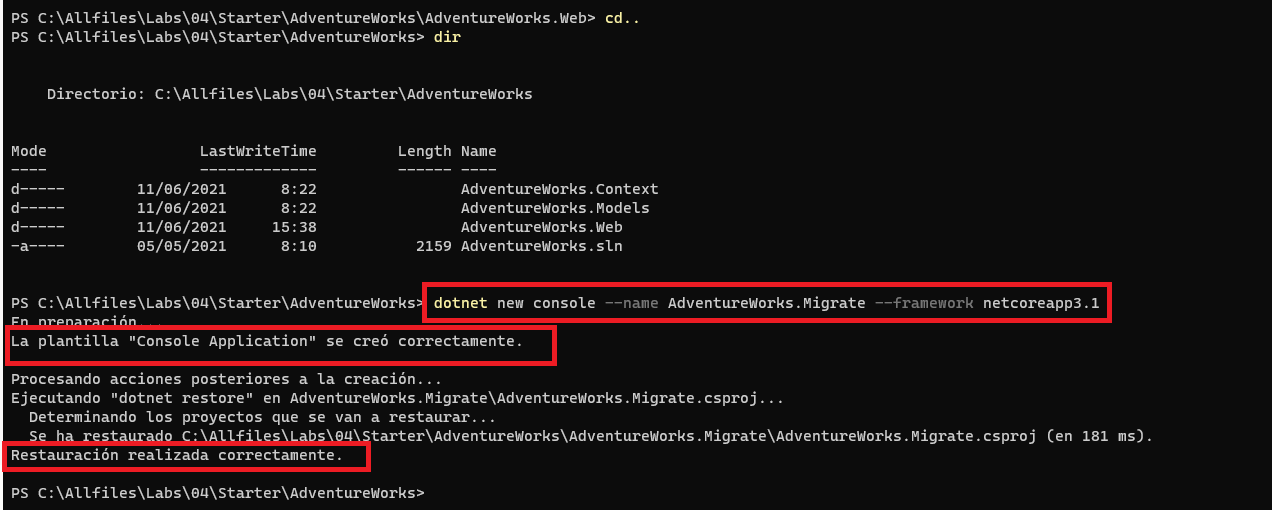 PS C:\Allfiles\Labs\04\Starter\AdventureWorks\AdventureWorks.Web> cd..
PS C:\Allfiles\Labs\04\Starter\AdventureWorks> dir
Directorio: C:\Allfiles\Labs\04\Starter\AdventureWorks
Mode LastWriteTime Length Name
---- ------------- ------ ----
d----- 11/06/2021 8:22 AdventureWorks.Context
d----- 11/06/2021 8:22 AdventureWorks.Models
d----- 11/06/2021 15:38 AdventureWorks.Web
-a---- 05/05/2021 8:10 2159 AdventureWorks.sln
PS C:\Allfiles\Labs\04\Starter\AdventureWorks> dotnet new console --name AdventureWorks.Migrate --framework netcoreapp3.1
En preparación...
La plantilla "Console Application" se creó correctamente.
Procesando acciones posteriores a la creación...
Ejecutando "dotnet restore" en AdventureWorks.Migrate\AdventureWorks.Migrate.csproj...
Determinando los proyectos que se van a restaurar...
Se ha restaurado C:\Allfiles\Labs\04\Starter\AdventureWorks\AdventureWorks.Migrate\AdventureWorks.Migrate.csproj (en 181 ms).
Restauración realizada correctamente.
PS C:\Allfiles\Labs\04\Starter\AdventureWorks>